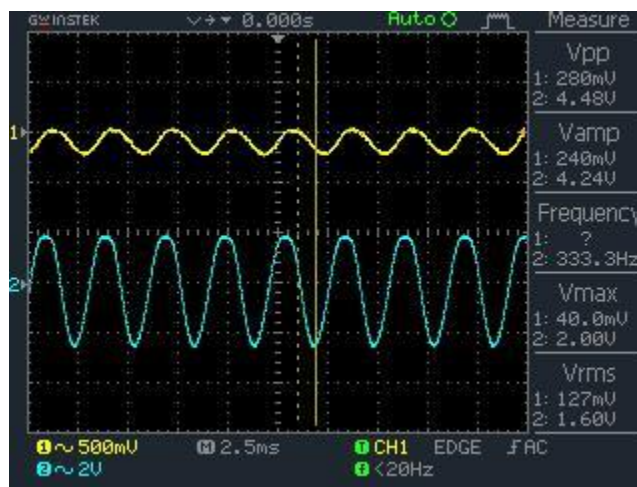 GWINSTEK 0.000s Auto Measure
Vpp
1: 280mV
2: 4.48V
Vamp
1: 240mV
2: 4.24V
Frequency
1: ?
2: 333.3Hz
Vmax
1: 40.0mV
2: 2.00V
Vrms
1: 127mV
2: 1.60V
1
2
1 ~ 500mV M 2.5ms T CH1 EDGE AC
2 ~ 2V f <20Hz